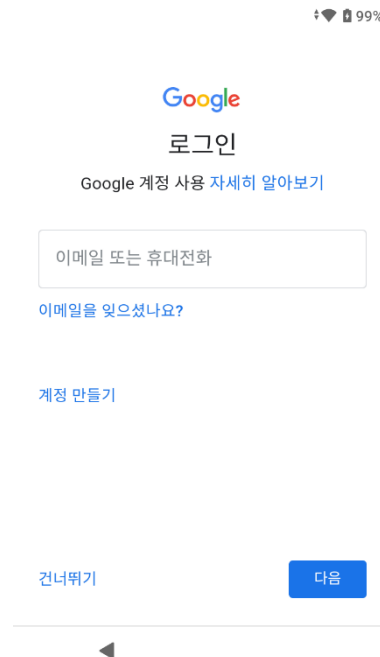 99%
Google
로그인
Google 계정 사용 자세히 알아보기
이메일 또는 휴대전화
이메일을 잊으셨나요?
계정 만들기
건너뛰기
다음